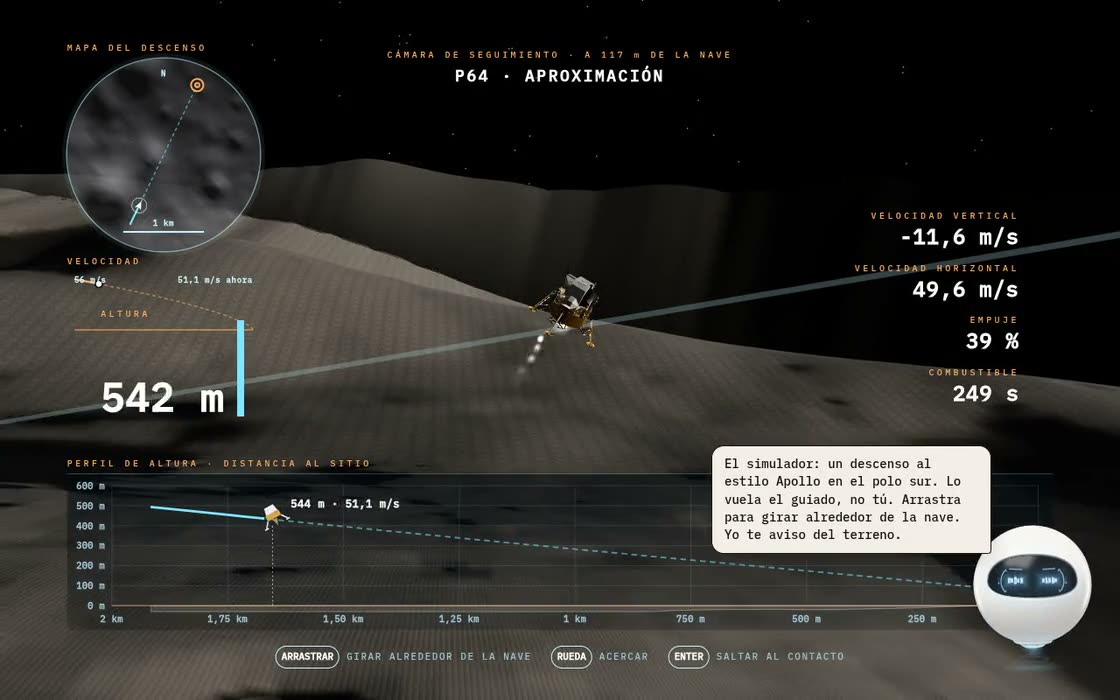 MAPA DEL DESCENSO
N
1 km
CÁMARA DE SEGUIMIENTO · A 117 m DE LA NAVE
P64 · APROXIMACIÓN
VELOCIDAD
56 m/s
51,1 m/s ahora
ALTURA
542 m
VELOCIDAD VERTICAL
-11,6 m/s
VELOCIDAD HORIZONTAL
49,6 m/s
EMPUJE
39 %
COMBUSTIBLE
249 s
PERFIL DE ALTURA · DISTANCIA AL SITIO
600 m
500 m
400 m
300 m
200 m
100 m
0 m
544 m · 51,1 m/s
2 km
1,75 km
1,50 km
1,25 km
1 km
750 m
500 m
250 m
El simulador: un descenso al
estilo Apollo en el polo sur. Lo
vuela el guiado, no tú. Arrastra
para girar alrededor de la nave.
Yo te aviso del terreno.
ARRASTRAR GIRAR ALREDEDOR DE LA NAVE RUEDA ACERCAR ENTER SALTAR AL CONTACTO